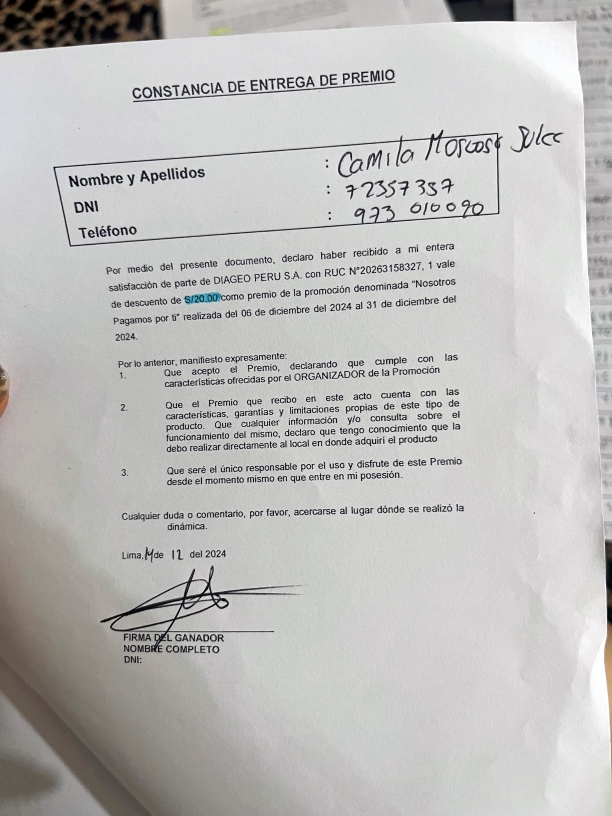 CONSTANCIA DE ENTREGA DE PREMIO
Nombre y Apellidos : Camila Moscoso
DNI : 72357357
Teléfono : 973 010090
Por medio del presente documento, declaro haber recibido a mi entera
satisfacción de parte de DIAGEO PERU S.A. con RUC N°20263158327, 1 vale
de descuento de S/20.00 como premio de la promoción denominada "Nosotros
Pagamos por ti" realizada del 06 de diciembre del 2024 al 31 de diciembre del
2024.
Por lo anterior, manifiesto expresamente:
1. Que acepto el Premio, declarando que cumple con las
características ofrecidas por el ORGANIZADOR de la Promoción
2. Que el Premio que recibo en este acto cuenta con las
características, garantías y limitaciones propias de este tipo de
producto. Que cualquier información y/o consulta sobre el
funcionamiento del mismo, declaro que tengo conocimiento que la
debo realizar directamente al local en donde adquirí el producto
3. Que seré el único responsable por el uso y disfrute de este Premio
desde el momento mismo en que entre en mi posesión.
Cualquier duda o comentario, por favor, acercarse al lugar dónde se realizó la
dinámica.
Lima, de 12 del 2024
FIRMA DEL GANADOR
NOMBRE COMPLETO
DNI: